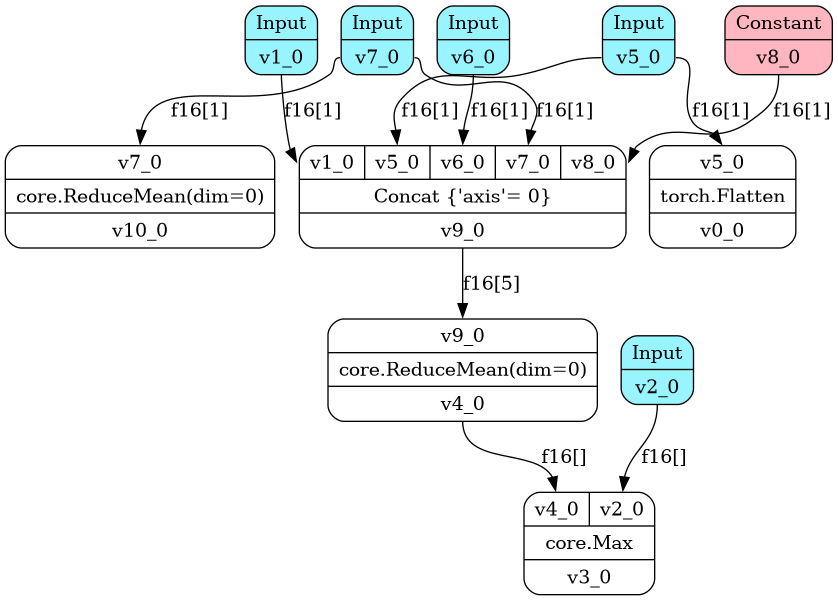 Input
v1_0
Input
v7_0
Input
v6_0
Input
v5_0
Constant
v8_0
f16[1]
f16[1]
f16[1]
f16[1]
f16[1]
f16[1]
f16[1]
v7_0
core.ReduceMean(dim=0)
v10_0
v1_0 v5_0 v6_0 v7_0 v8_0
Concat {'axis'= 0}
v9_0
v5_0
torch.Flatten
v0_0
f16[5]
v9_0
core.ReduceMean(dim=0)
v4_0
Input
v2_0
f16[]
f16[]
v4_0 v2_0
core.Max
v3_0